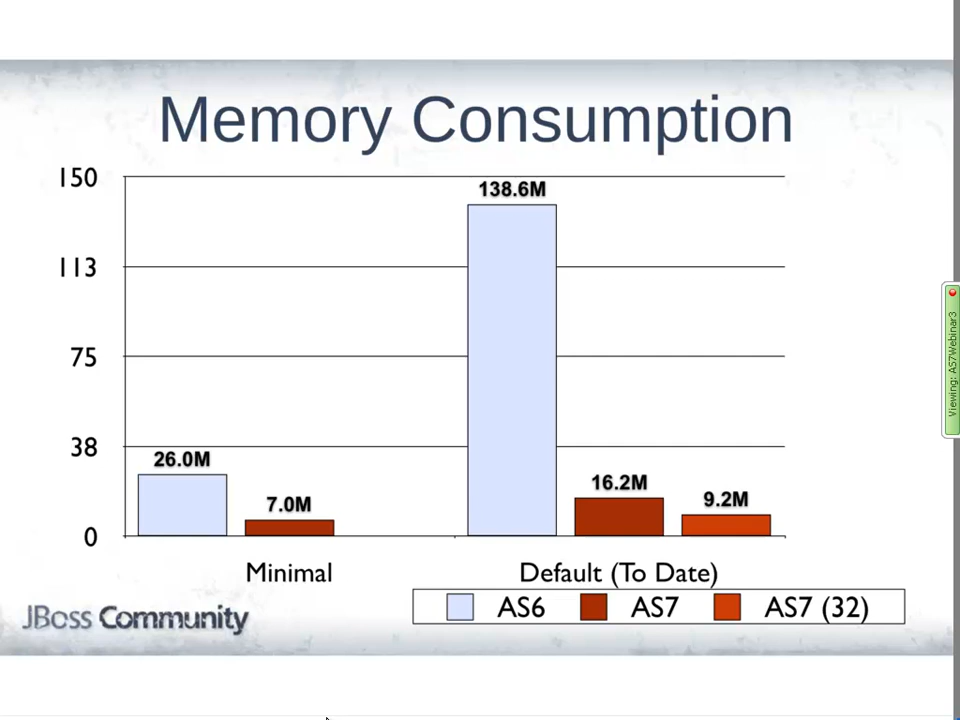 Memory Consumption
150
138.6M
113
75
38
26.0M
7.0M
16.2M
9.2M
0
Minimal
Default (To Date)
AS6
AS7
AS7 (32)
JBoss Community
Viewing: AS7Webinar3